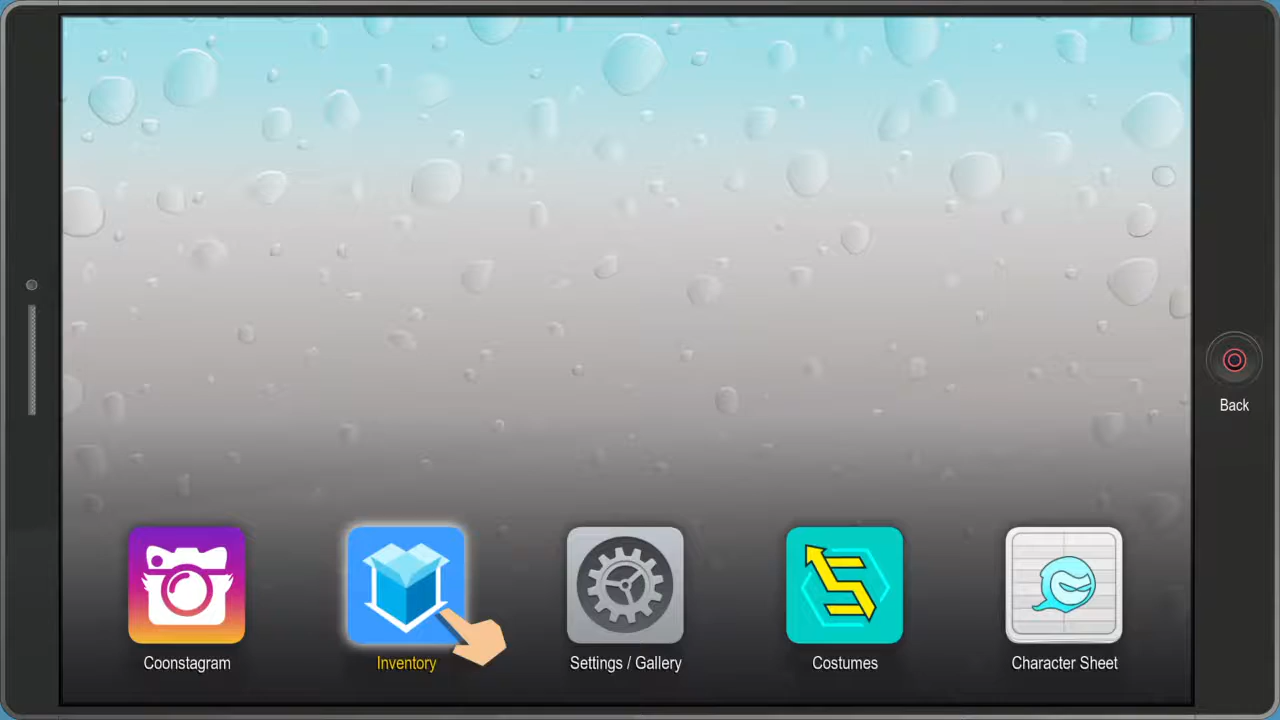 Back
Coonstagram
Inventory
Settings / Gallery
Costumes
Character Sheet